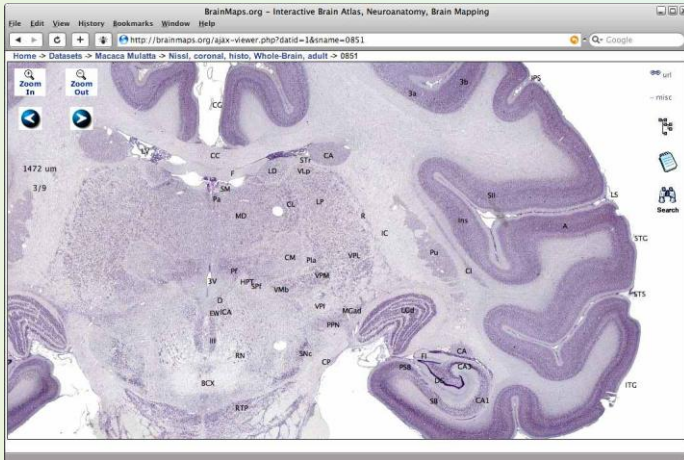 BrainMaps.org – Interactive Brain Atlas, Neuroanatomy, Brain Mapping
File Edit View History Bookmarks Window Help
http://brainmaps.org/ajax-viewer.php?datid=1&sname=0851
Google
Home -> Datasets -> Macaca Mulatta -> Nissl, coronal, histo, Whole-Brain, adult -> 0851
Zoom In
Zoom Out
1472 um
3/9
url
misc
Search
3a
3b
IPS
CG
LV
CC
STr
CA
F
LD
VLp
SM
Pa
MD
CL
LP
R
IC
SII
Ins
LS
A
STG
Pu
CI
CM
Pla
VPL
Pf
VPM
3V
HPT
SPf
VMb
STS
D
EW
ICA
VPI
MGad
LGd
PPN
III
RN
SNc
CP
CA
FI
CA3
PSB
DG
SB
CA1
ITG
BCX
RTP